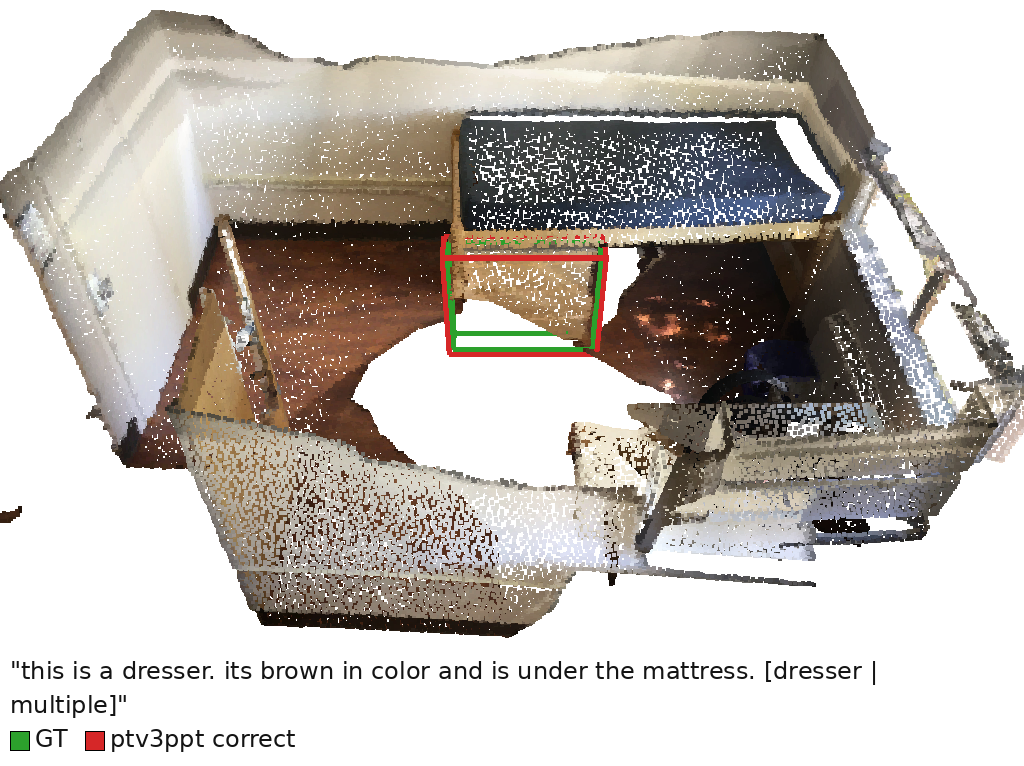 "this is a dresser. its brown in color and is under the mattress. [dresser |
multiple]"
GT ptv3ppt correct